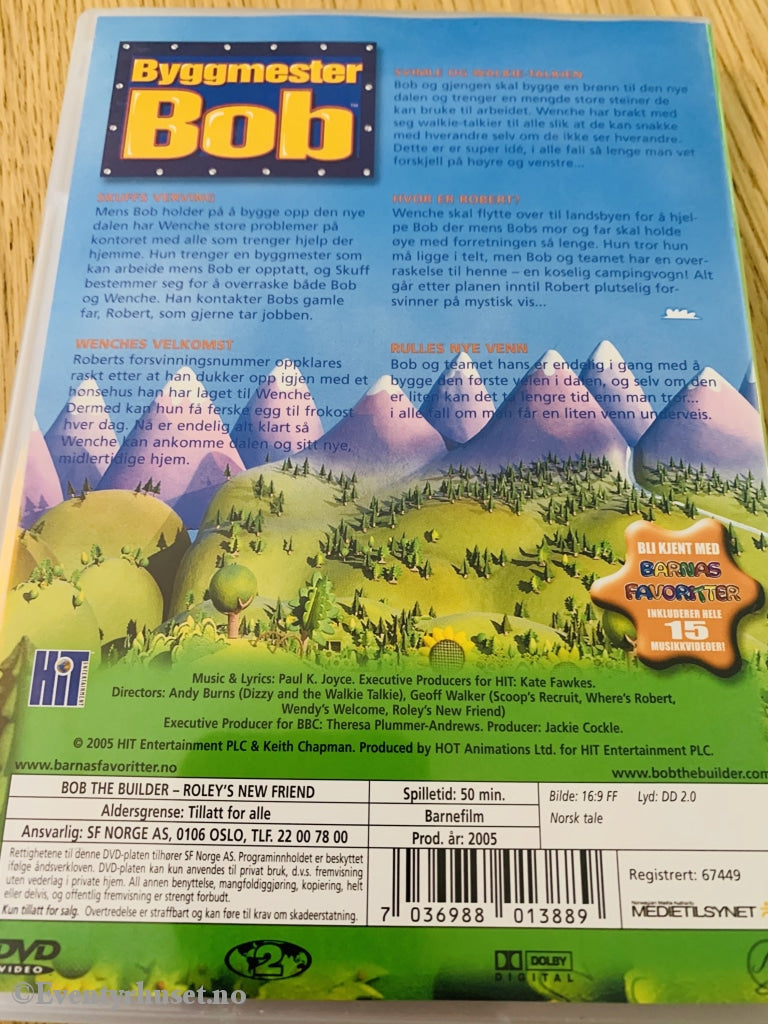 Byggmester
Bob
™
SVIMLE OG WALKIE-TALKIEN
Bob og gjengen skal bygge en brønn til den nye
dalen og trenger en mengde store steiner de
kan bruke til arbeidet. Wenche har brakt med
seg walkie-talkier til alle slik at de kan snakke
med hverandre selv om de ikke ser hverandre.
Dette er er super idé, i alle fall så lenge man vet
forskjell på høyre og venstre...
SKUFFS VERVING
Mens Bob holder på å bygge opp den nye
dalen har Wenche store problemer på
kontoret med alle som trenger hjelp der
hjemme. Hun trenger en byggmester som
kan arbeide mens Bob er opptatt, og Skuff
bestemmer seg for å overraske både Bob
og Wenche. Han kontakter Bobs gamle
far, Robert, som gjerne tar jobben.
HVOR ER ROBERT?
Wenche skal flytte over til landsbyen for å hjel-
pe Bob der mens Bobs mor og far skal holde
øye med forretningen så lenge. Hun tror hun
må ligge i telt, men Bob og teamet har en over-
raskelse til henne – en koselig campingvogn! Alt
går etter planen inntil Robert plutselig for-
svinner på mystisk vis...
WENCHES VELKOMST
Roberts forsvinningsnummer oppklares
raskt etter at han dukker opp igjen med et
hønsehus han har laget til Wenche.
Dermed kan hun få ferske egg til frokost
hver dag. Nå er endelig alt klart så
Wenche kan ankomme dalen og sitt nye,
midlertidige hjem.
RULLES NYE VENN
Bob og teamet hans er endelig i gang med å
bygge den første veien i dalen, og selv om den
er liten kan det ta lengre tid enn man tror...
i alle fall om man får en liten venn underveis.
BLI KJENT MED
BARNAS
FAVORITTER
INKLUDERER HELE
15
MUSIKKVIDEOER!
HiT
ENTERTAINMENT
Music & Lyrics: Paul K. Joyce. Executive Producers for HIT: Kate Fawkes.
Directors: Andy Burns (Dizzy and the Walkie Talkie), Geoff Walker (Scoop's Recruit, Where's Robert,
Wendy's Welcome, Roley's New Friend)
Executive Producer for BBC: Theresa Plummer-Andrews. Producer: Jackie Cockle.
© 2005 HIT Entertainment PLC & Keith Chapman. Produced by HOT Animations Ltd. for HIT Entertainment PLC.
www.barnasfavoritter.no
www.bobthebuilder.com
BOB THE BUILDER – ROLEY'S NEW FRIEND
Aldersgrense: Tillatt for alle
Ansvarlig: SF NORGE AS, 0106 OSLO, TLF. 22 00 78 00
Spilletid: 50 min.
Barnefilm
Prod. år: 2005
Bilde: 16:9 FF Lyd: DD 2.0
Norsk tale
Rettighetene til denne DVD-platen tilhører SF Norge AS. Programinnholdet er beskyttet
ifølge åndsverkloven. DVD-platen kan kun anvendes til privat bruk, d.v.s. fremvisning
uten vederlag i private hjem. All annen benyttelse, mangfoldiggjøring, kopiering, helt
eller delvis, og offentlig fremvisning er strengt forbudt.
Kun tillatt for salg. Overtredelse er straffbart og kan føre til krav om skadeerstatning.
7 036988 013889
Registrert: 67449
Norwegian Media Authority
MEDIETILSYNET
DVD
VIDEO
2
DOLBY
DIGITAL
©Eventyrhuset.no